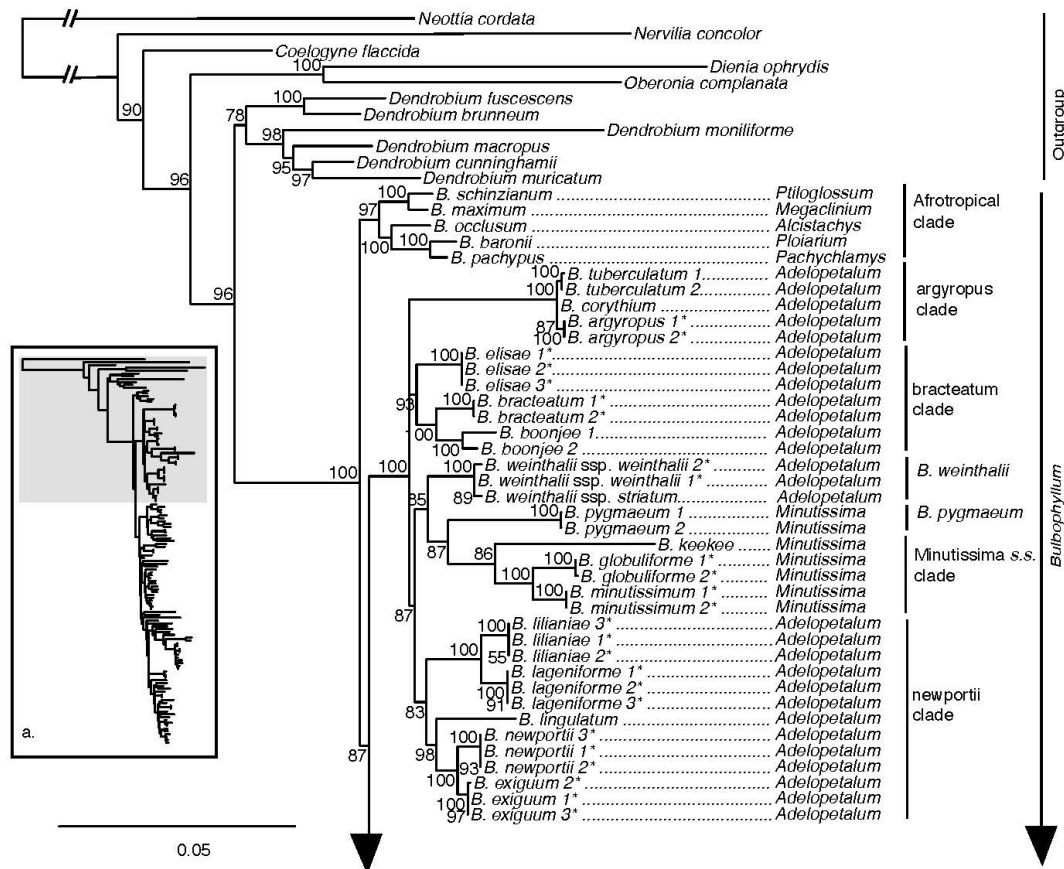 Neottia cordata
Nervilia concolor
Coelogyne flaccida
100 Dienia ophrydis
Oberonia complanata
90
100 Dendrobium fuscescens
78
Dendrobium brunneum
98 Dendrobium moniliforme
Dendrobium macropus
95 Dendrobium cunninghamii
96 97
Dendrobium muricatum
Outgroup
100 B. schinzianum ........ Ptiloglossum
97
B. maximum ........ Megaclinium
B. occlusum ........ Alcistachys
100 100 B. baronii ........ Ploiarium
B. pachypus ........ Pachychlamys
Afrotropical
clade
96
100 B. tuberculatum 1 ........ Adelopetalum
100 B. tuberculatum 2 ........ Adelopetalum
B. corythium ........ Adelopetalum
87 B. argyropus 1* ........ Adelopetalum
100 B. argyropus 2* ........ Adelopetalum
argyropus
clade
B. elisae 1* ........ Adelopetalum
100 B. elisae 2* ........ Adelopetalum
B. elisae 3* ........ Adelopetalum
93 100 B. bracteatum 1* ........ Adelopetalum
B. bracteatum 2* ........ Adelopetalum
100 B. boonjee 1 ........ Adelopetalum
100 B. boonjee 2 ........ Adelopetalum
bracteatum
clade
100 100
100 B. weinthalii ssp. weinthalii 2* ........ Adelopetalum
B. weinthalii ssp. weinthalii 1* ........ Adelopetalum
85 89 B. weinthalii ssp. striatum ........ Adelopetalum
B. weinthalii
100 B. pygmaeum 1 ........ Minutissima
B. pygmaeum 2 ........ Minutissima
B. pygmaeum
87
86 B. keekee ........ Minutissima
100 B. globuliforme 1* ........ Minutissima
100 B. globuliforme 2* ........ Minutissima
100 B. minutissimum 1* ........ Minutissima
B. minutissimum 2* ........ Minutissima
Minutissima s.s.
clade
87
100 B. lilianiae 3* ........ Adelopetalum
B. lilianiae 1* ........ Adelopetalum
100 55 B. lilianiae 2* ........ Adelopetalum
B. lageniforme 1* ........ Adelopetalum
100 B. lageniforme 2* ........ Adelopetalum
91 B. lageniforme 3* ........ Adelopetalum
83 B. lingulatum ........ Adelopetalum
100 B. newportii 3* ........ Adelopetalum
98 B. newportii 1* ........ Adelopetalum
93 B. newportii 2* ........ Adelopetalum
100 B. exiguum 2* ........ Adelopetalum
100 B. exiguum 1* ........ Adelopetalum
97 B. exiguum 3* ........ Adelopetalum
newportii
clade
87
Bulbophyllum
a.
0.05